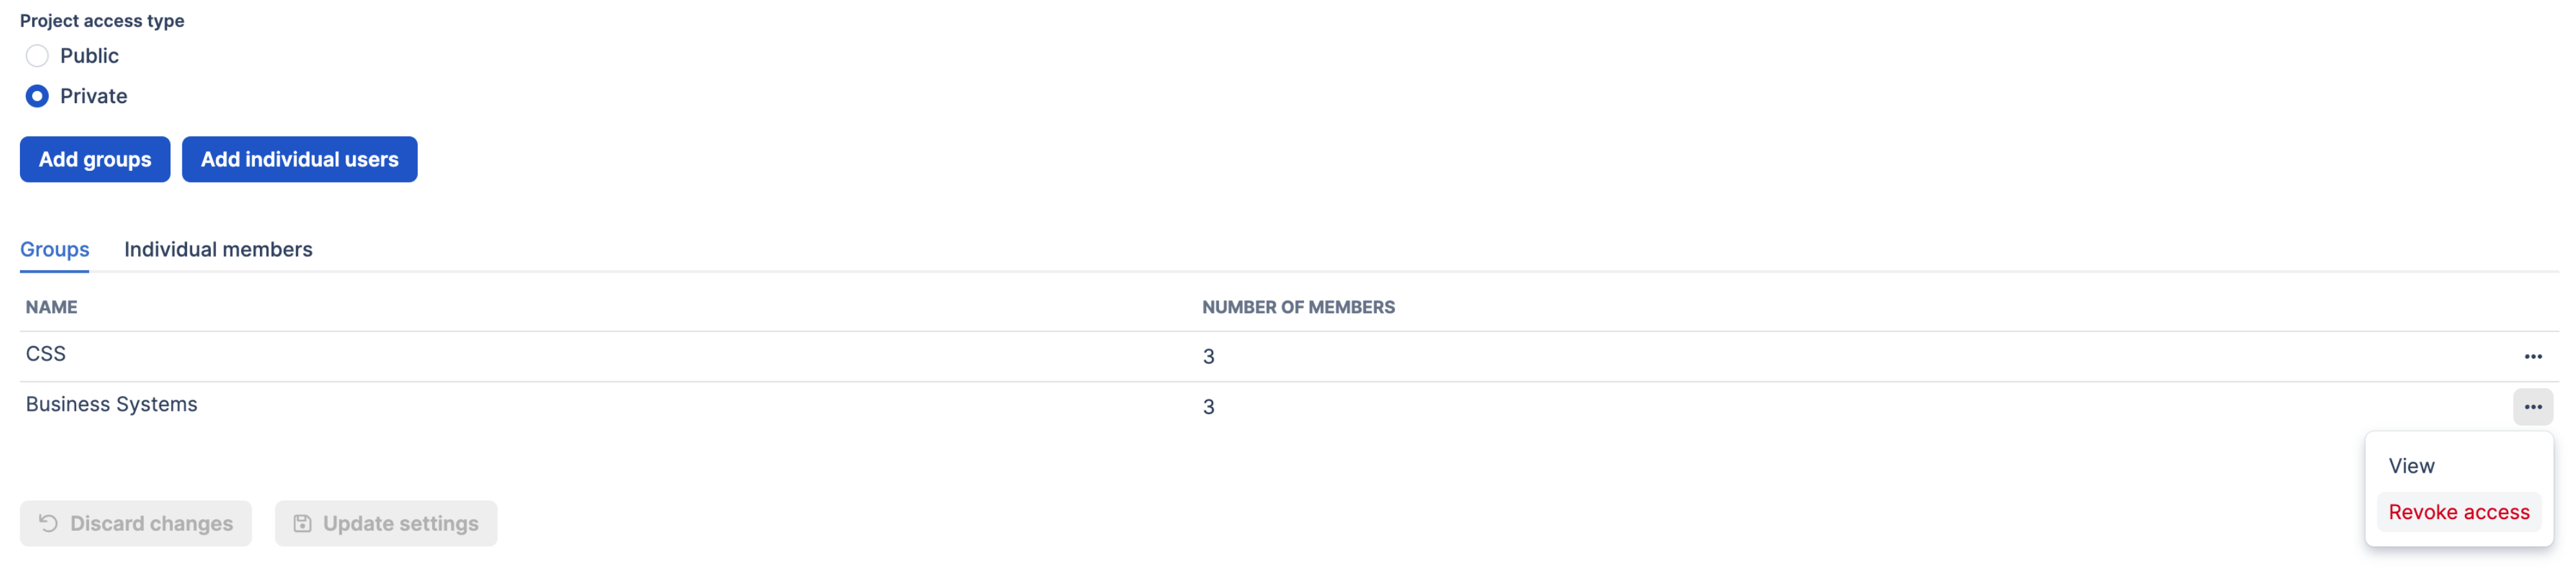 Project access type
Public
Private
Add groups Add individual users
Groups Individual members
NAME NUMBER OF MEMBERS
CSS 3
Business Systems 3
View
Revoke access
Discard changes Update settings